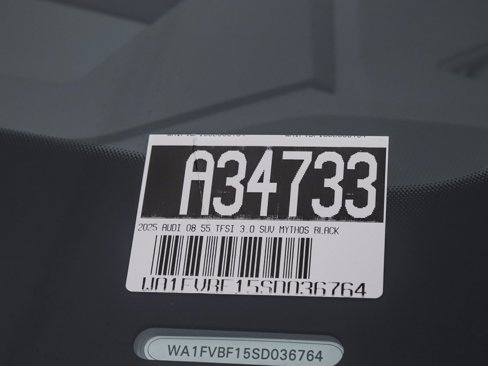 A34733
2025 AUDI Q8 55 TFSI 3.0 SUV MYTHOS BLACK
WA1FVBF15SD036764
WA1FVBF15SD036764